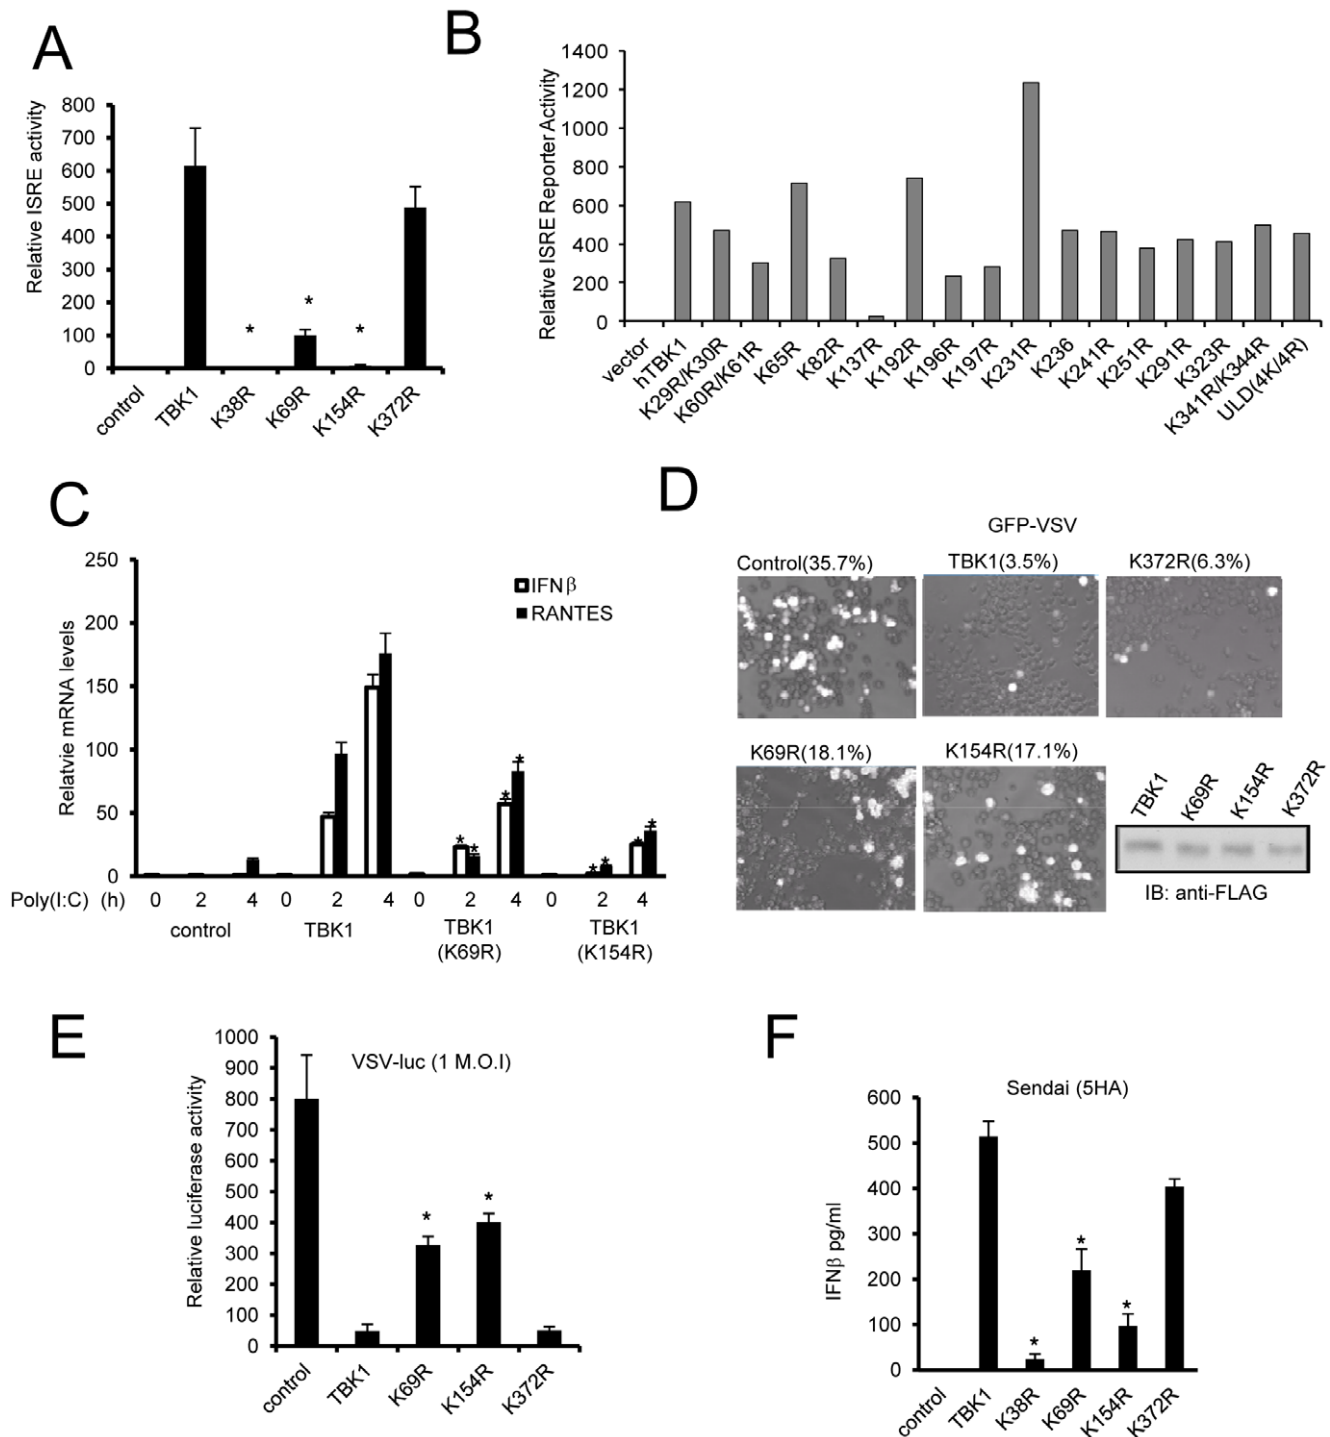 A
Relative ISRE activity
800
700
600
500
400
300
200
100
0
*
*
*
control
TBK1
K38R
K69R
K154R
K372R
B
Relative ISRE Reporter Activity
1400
1200
1000
800
600
400
200
0
vector
hTBK1
K29R/K30R
K60R/K61R
K65R
K82R
K137R
K192R
K196R
K197R
K231R
K236
K241R
K251R
K291R
K323R
K341R/K344R
ULD(4K/4R)
C
Relatvie mRNA levels
250
200
150
100
50
0
IFNβ
RANTES
* * * * * * * *
Poly(I:C) (h) 0 2 4 0 2 4 0 2 4 0 2 4
control TBK1 TBK1 TBK1
(K69R) (K154R)
D
GFP-VSV
Control(35.7%) TBK1(3.5%) K372R(6.3%)
K69R(18.1%) K154R(17.1%)
TBK1
K69R
K154R
K372R
IB: anti-FLAG
E
Relative luciferase activity
VSV-luc (1 M.O.I)
1000
900
800
700
600
500
400
300
200
100
0
*
*
control
TBK1
K69R
K154R
K372R
F
Sendai (5HA)
IFNβ pg/ml
600
500
400
300
200
100
0
*
*
*
control
TBK1
K38R
K69R
K154R
K372R